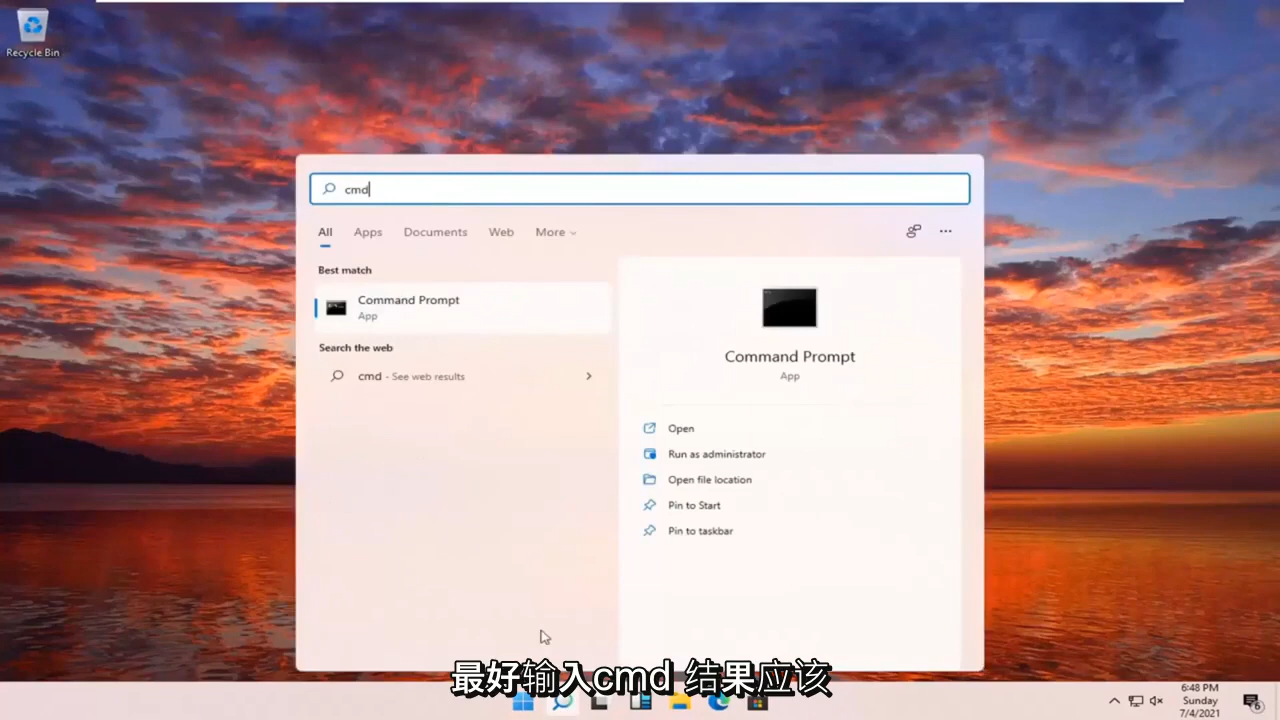 Recycle Bin
cmd
All Apps Documents Web More
Best match
Command Prompt
App
Search the web
cmd - See web results
Command Prompt
App
Open
Run as administrator
Open file location
Pin to Start
Pin to taskbar
最好输入cmd 结果应该
6:48 PM
Sunday
7/4/2021
6